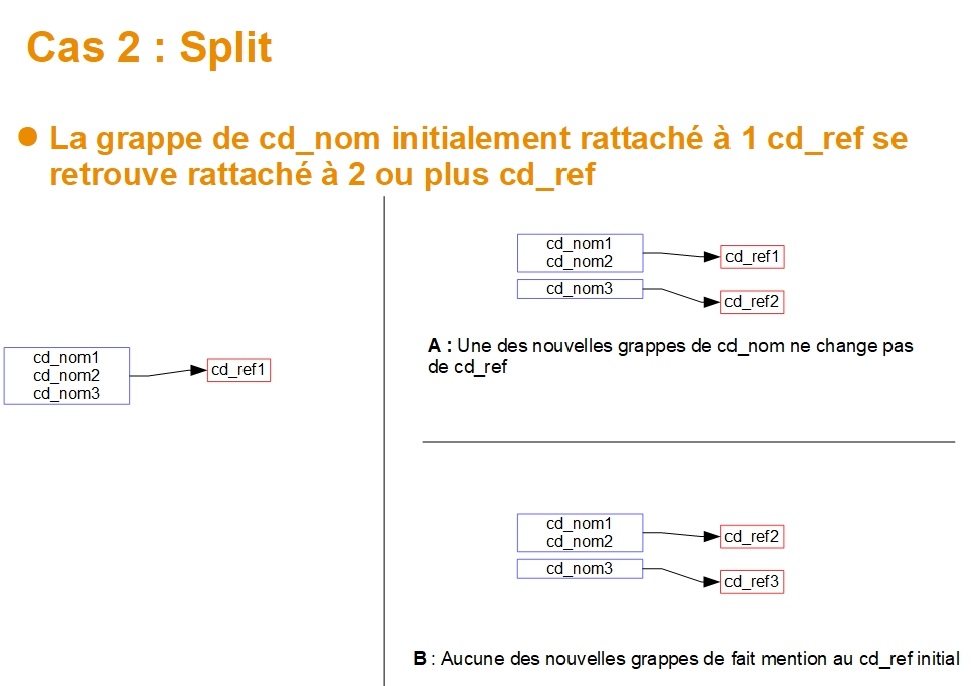 Cas 2 : Split
● La grappe de cd_nom initialement rattaché à 1 cd_ref se
retrouve rattaché à 2 ou plus cd_ref
cd_nom1
cd_nom2
cd_nom3
cd_ref1
cd_nom1
cd_nom2
cd_ref1
cd_nom3
cd_ref2
A : Une des nouvelles grappes de cd_nom ne change pas
de cd_ref
cd_nom1
cd_nom2
cd_ref2
cd_nom3
cd_ref3
B : Aucune des nouvelles grappes de fait mention au cd_ref initial